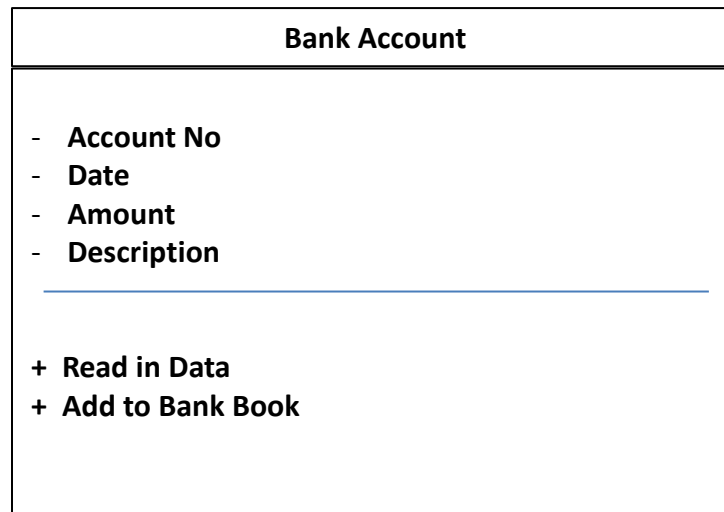 Bank Account
- Account No
- Date
- Amount
- Description
+ Read in Data
+ Add to Bank Book